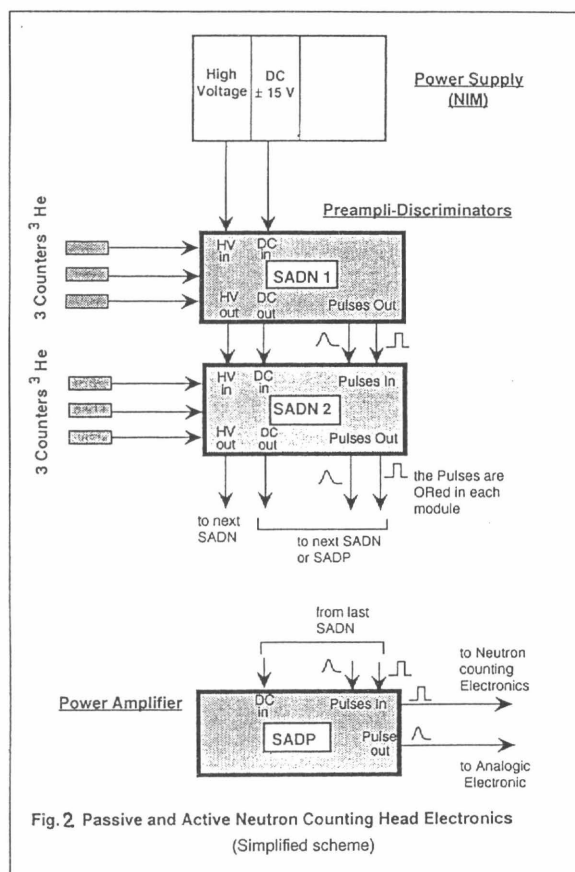 High
Voltage
DC
± 15 V
Power Supply
(NIM)
Preampli-Discriminators
3 Counters ³ He
HV
in
DC
in
SADN 1
HV
out
DC
out
Pulses Out
3 Counters ³ He
HV
in
DC
in
Pulses In
SADN 2
HV
out
DC
out
Pulses Out
the Pulses are
ORed in each
module
to next
SADN
to next SADN
or SADP
from last
SADN
to Neutron
counting
Electronics
Power Amplifier
DC
in
Pulses In
SADP
Pulse
out
to Analogic
Electronic
Fig. 2 Passive and Active Neutron Counting Head Electronics
(Simplified scheme)